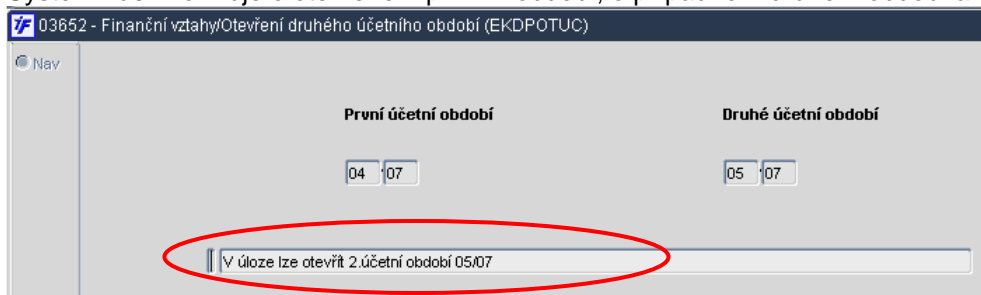 03652 - Finanční vztahy/Otevření druhého účetního období (EKDPOTUC)
Nav
První účetní období Druhé účetní období
04 07 05 07
V úloze lze otevřít 2.účetní období 05/07